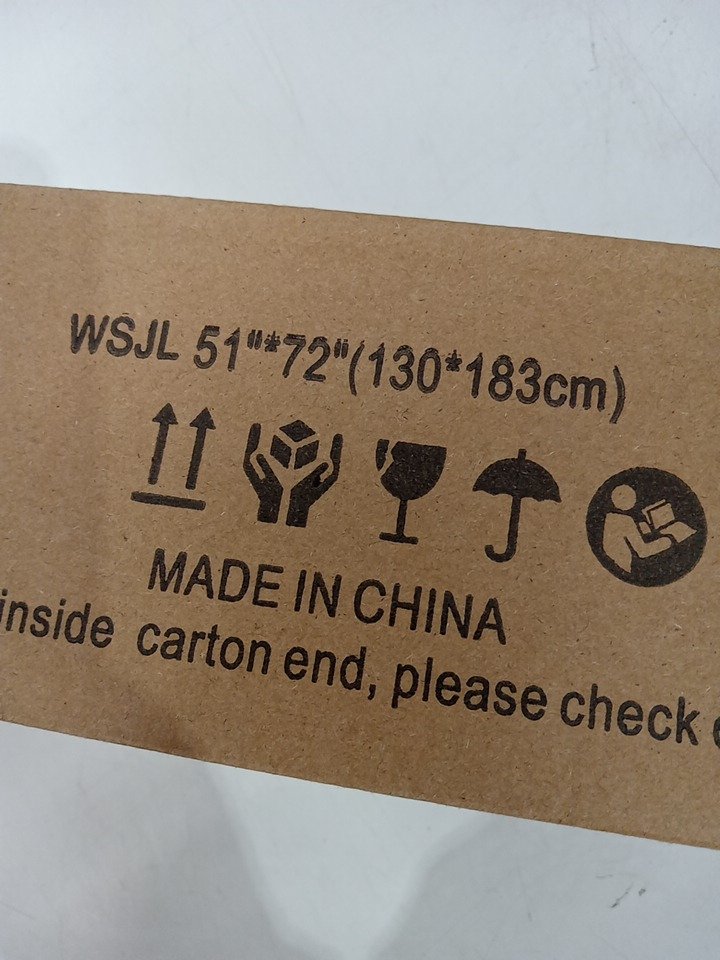 WSJL 51"*72"(130*183cm)
MADE IN CHINA
inside carton end, please check